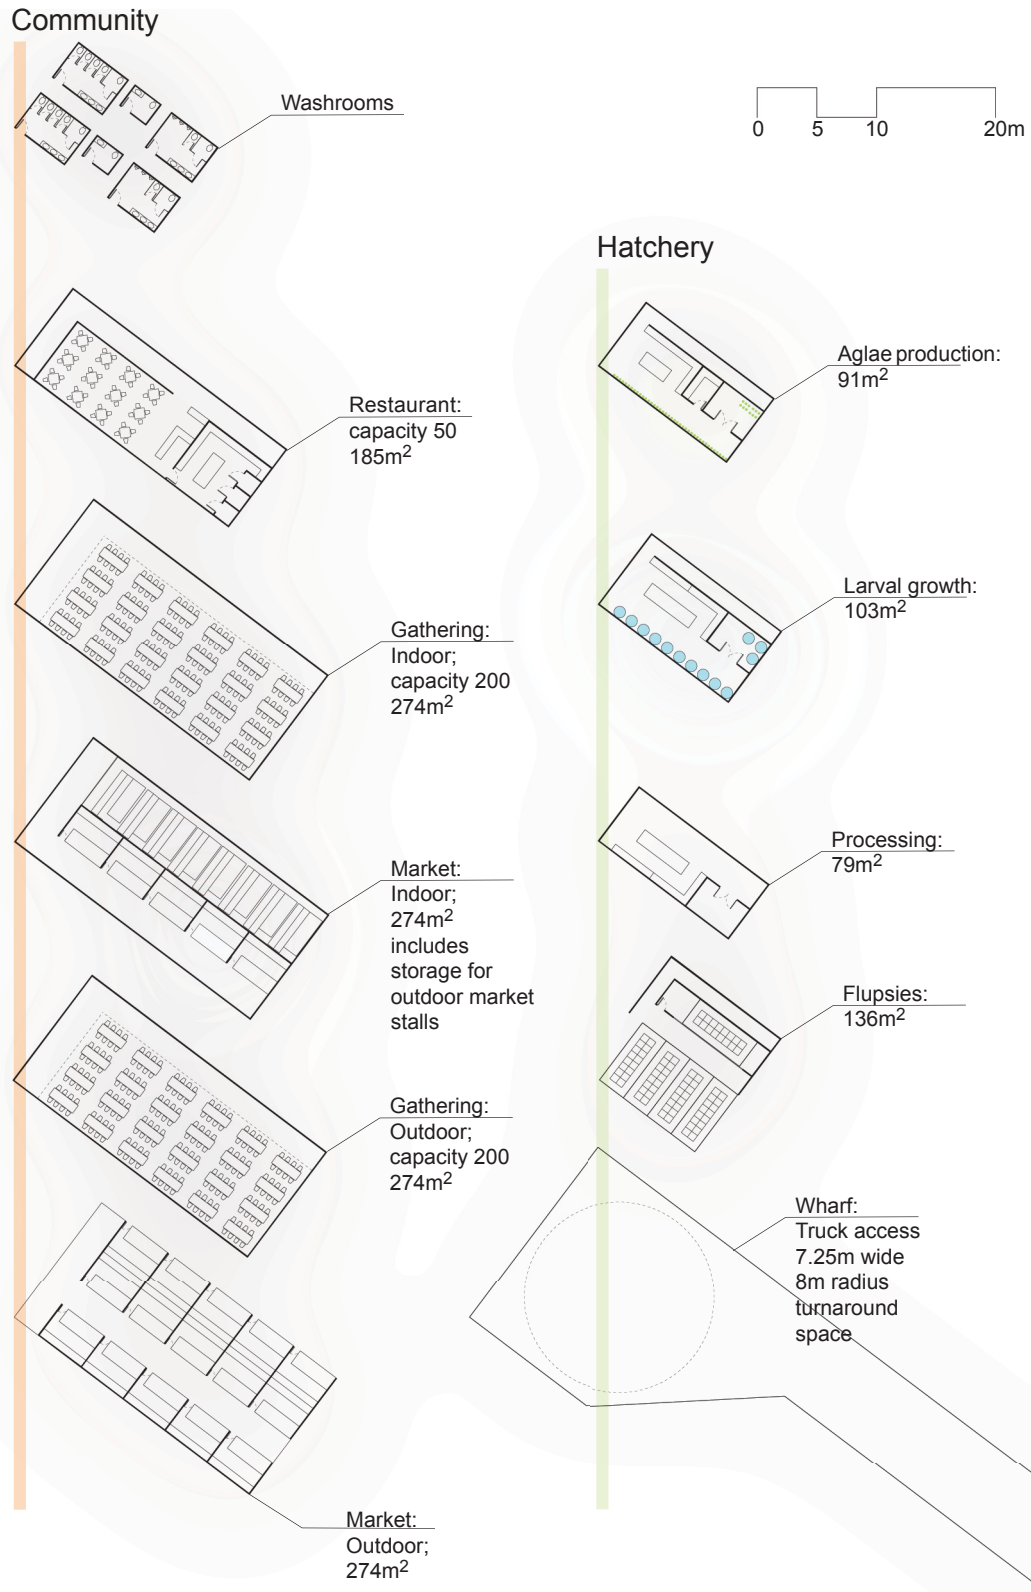 Community
Washrooms
0 5 10 20m
Hatchery
Aglae production:
91m²
Restaurant:
capacity 50
185m²
Larval growth:
103m²
Gathering:
Indoor;
capacity 200
274m²
Processing:
79m²
Market:
Indoor;
274m²
includes
storage for
outdoor market
stalls
Flupsies:
136m²
Gathering:
Outdoor;
capacity 200
274m²
Wharf:
Truck access
7.25m wide
8m radius
turnaround
space
Market:
Outdoor;
274m²